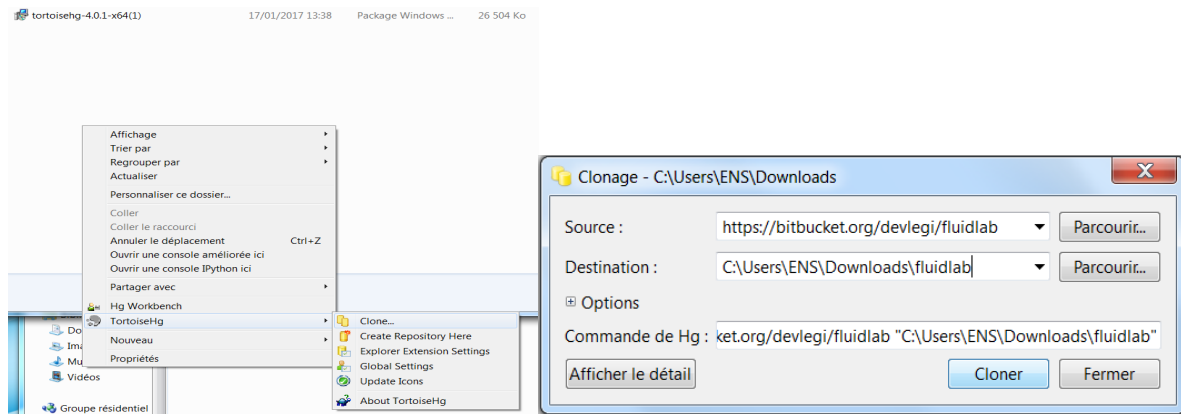 tortoisehg-4.0.1-x64(1) 17/01/2017 13:38 Package Windows ... 26 504 Ko
Affichage
Trier par
Regrouper par
Actualiser
Personnaliser ce dossier...
Coller
Coller le raccourci
Annuler le déplacement Ctrl+Z
Ouvrir une console améliorée ici
Ouvrir une console IPython ici
Partager avec
Hg Workbench
TortoiseHg
Nouveau
Propriétés
Do
Ima
Mu
Vidéos
Groupe résidentiel
Clone...
Create Repository Here
Explorer Extension Settings
Global Settings
Update Icons
About TortoiseHg
Clonage - C:\Users\ENS\Downloads
Source : https://bitbucket.org/devlegi/fluidlab Parcourir...
Destination : C:\Users\ENS\Downloads\fluidlab Parcourir...
Options
Commande de Hg : ket.org/devlegi/fluidlab "C:\Users\ENS\Downloads\fluidlab"
Afficher le détail Cloner Fermer